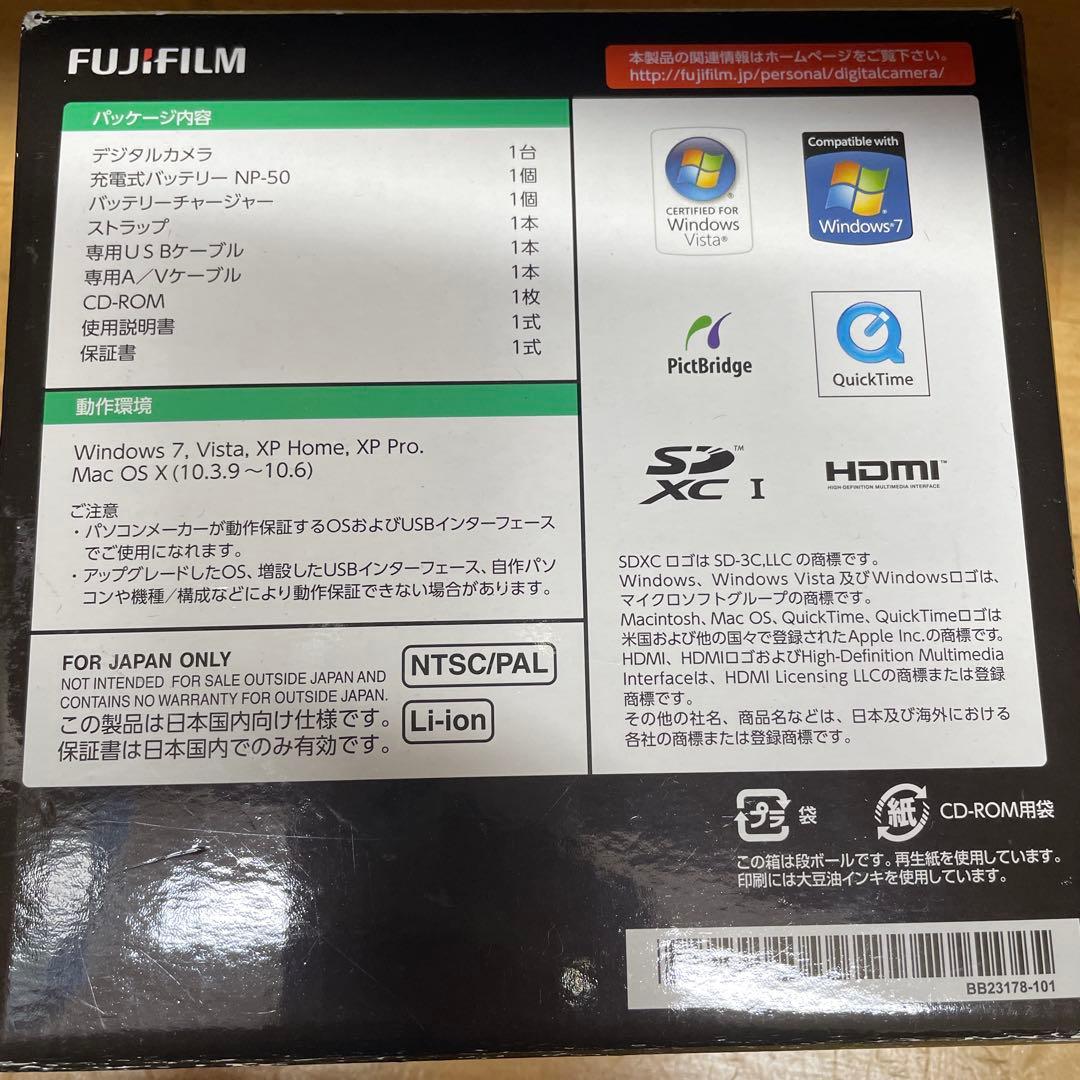 FUJIFILM
本製品の関連情報はホームページをご覧下さい。
http://fujifilm.jp/personal/digitalcamera/
パッケージ内容
デジタルカメラ 1台
充電式バッテリー NP-50 1個
バッテリーチャージャー 1個
ストラップ 1本
専用USBケーブル 1本
専用A/Vケーブル 1本
CD-ROM 1枚
使用説明書 1式
保証書 1式
動作環境
Windows 7, Vista, XP Home, XP Pro.
Mac OS X (10.3.9〜10.6)
ご注意
・パソコンメーカーが動作保証するOSおよびUSBインターフェース
でご使用になれます。
・アップグレードしたOS、増設したUSBインターフェース、自作パソ
コンや機種/構成などにより動作保証できない場合があります。
FOR JAPAN ONLY
NOT INTENDED FOR SALE OUTSIDE JAPAN AND
CONTAINS NO WARRANTY FOR OUTSIDE JAPAN.
この製品は日本国内向け仕様です。
保証書は日本国内でのみ有効です。
NTSC/PAL
Li-ion
CERTIFIED FOR
Windows
Vista®
Compatible with
Windows®7
PictBridge
QuickTime
SD™
XC I
HDMI™
HIGH-DEFINITION MULTIMEDIA INTERFACE
SDXC ロゴは SD-3C,LLC の商標です。
Windows、Windows Vista 及びWindowsロゴは、
マイクロソフトグループの商標です。
Macintosh、Mac OS、QuickTime、QuickTimeロゴは
米国および他の国々で登録されたApple Inc.の商標です。
HDMI、HDMIロゴおよびHigh-Definition Multimedia
Interfaceは、HDMI Licensing LLCの商標または登録
商標です。
その他の社名、商品名などは、日本及び海外における
各社の商標または登録商標です。
プラ 袋
紙 CD-ROM用袋
この箱は段ボールです。再生紙を使用しています。
印刷には大豆油インキを使用しています。
BB23178-101